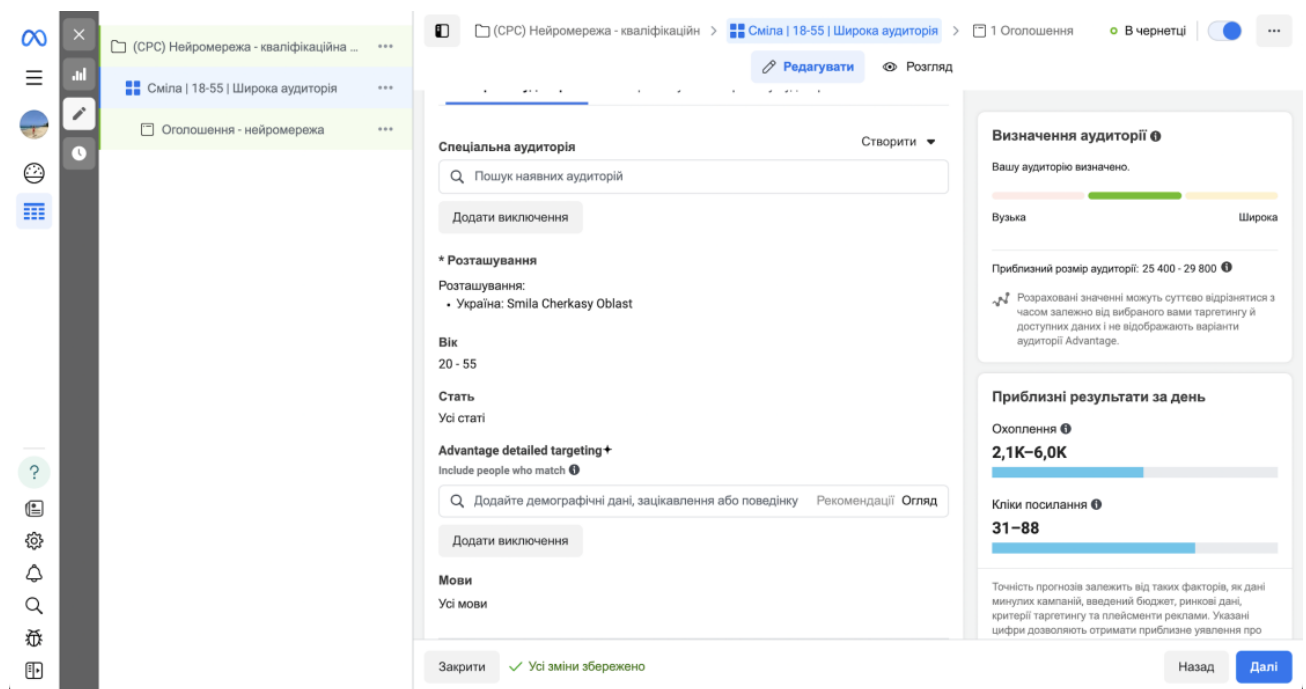 (CPC) Нейромережа - кваліфікаційна ...
Сміла | 18-55 | Широка аудиторія
Оголошення - нейромережа
(CPC) Нейромережа - кваліфікаційн > Сміла | 18-55 | Широка аудиторія > 1 Оголошення
В чернетці
Редагувати
Розгляд
Спеціальна аудиторія
Створити
Пошук наявних аудиторій
Додати виключення
* Розташування
Розташування:
• Україна: Smila Cherkasy Oblast
Вік
20 - 55
Стать
Усі статі
Advantage detailed targeting
Include people who match
Додайте демографічні дані, зацікавлення або поведінку Рекомендації Огляд
Додати виключення
Мови
Усі мови
Закрити
Усі зміни збережено
Назад
Далі
Визначення аудиторії
Вашу аудиторію визначено.
Вузька Широка
Приблизний розмір аудиторії: 25 400 - 29 800
Розраховані значенні можуть суттєво відрізнятися з
часом залежно від вибраного вами таргетингу й
доступних даних і не відображають варіанти
аудиторії Advantage.
Приблизні результати за день
Охоплення
2,1K–6,0K
Кліки посилання
31–88
Точність прогнозів залежить від таких факторів, як дані
минулих кампаній, введений бюджет, ринкові дані,
критерії таргетингу та плейсменти реклами. Указані
цифри дозволяють отримати приблизне уявлення про